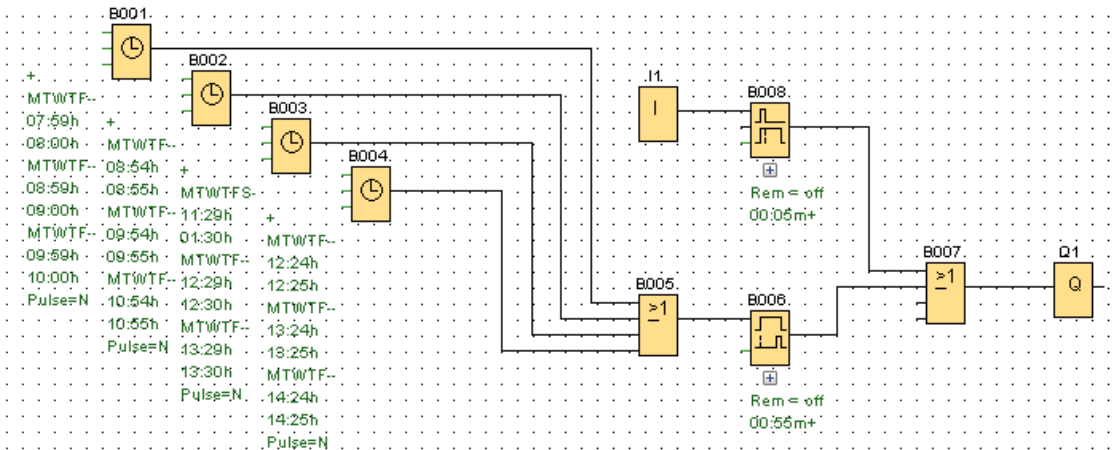 B001
+
MTWTF--
07:59h
08:00h
MTWTF--
08:59h
09:00h
MTWTF--
09:59h
10:00h
Pulse=N
B002
+
MTWTF--
08:54h
08:55h
MTWTF--
09:54h
09:55h
MTWTF--
10:54h
10:55h
Pulse=N
B003
+
MTWTFS-
11:29h
01:30h
MTWTF--
12:29h
12:30h
MTWTF--
13:29h
13:30h
Pulse=N
B004
+
MTWTF--
12:24h
12:25h
MTWTF--
13:24h
13:25h
MTWTF--
14:24h
14:25h
Pulse=N
I1
I
B008
Rem = off
00:05m+
B005
≥1
B006
Rem = off
00:55m+
B007
≥1
Q1
Q